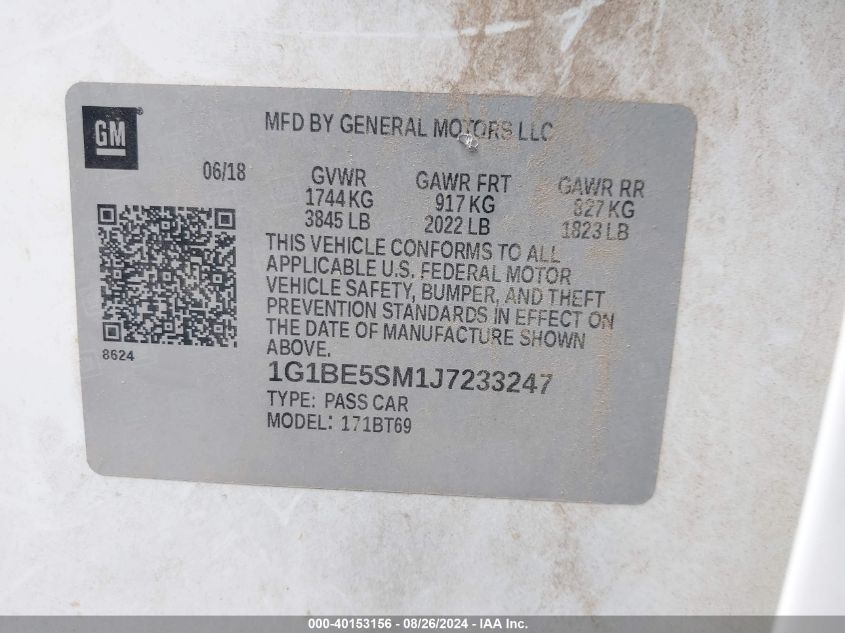 GM
MFD BY GENERAL MOTORS LLC
06/18
GVWR GAWR FRT GAWR RR
1744 KG 917 KG 827 KG
3845 LB 2022 LB 1823 LB
THIS VEHICLE CONFORMS TO ALL
APPLICABLE U.S. FEDERAL MOTOR
VEHICLE SAFETY, BUMPER, AND THEFT
PREVENTION STANDARDS IN EFFECT ON
THE DATE OF MANUFACTURE SHOWN
ABOVE.
8624
1G1BE5SM1J7233247
TYPE: PASS CAR
MODEL: 171BT69
000-40153156 - 08/26/2024 - IAA Inc.